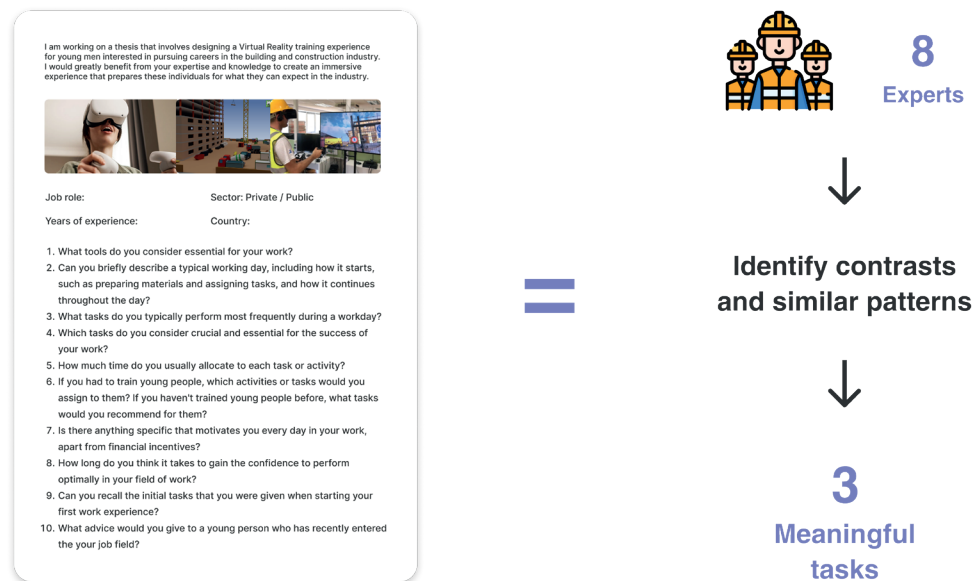 I am working on a thesis that involves designing a Virtual Reality training experience
for young men interested in pursuing careers in the building and construction industry.
I would greatly benefit from your expertise and knowledge to create an immersive
experience that prepares these individuals for what they can expect in the industry.
Job role:
Sector: Private / Public
Years of experience:
Country:
1. What tools do you consider essential for your work?
2. Can you briefly describe a typical working day, including how it starts,
such as preparing materials and assigning tasks, and how it continues
throughout the day?
3. What tasks do you typically perform most frequently during a workday?
4. Which tasks do you consider crucial and essential for the success of
your work?
5. How much time do you usually allocate to each task or activity?
6. If you had to train young people, which activities or tasks would you
assign to them? If you haven't trained young people before, what tasks
would you recommend for them?
7. Is there anything specific that motivates you every day in your work,
apart from financial incentives?
8. How long do you think it takes to gain the confidence to perform
optimally in your field of work?
9. Can you recall the initial tasks that you were given when starting your
first work experience?
10. What advice would you give to a young person who has recently entered
the your job field?
=
8
Experts
Identify contrasts
and similar patterns
3
Meaningful
tasks